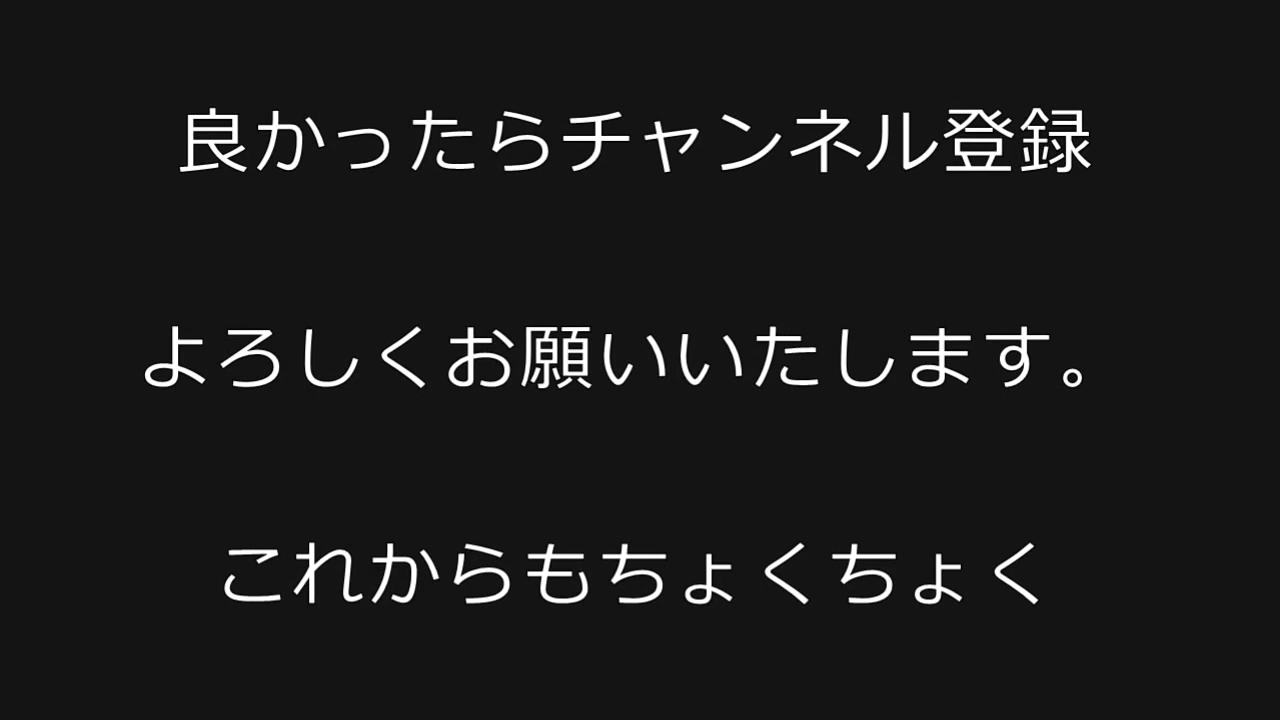 良かったらチャンネル登録
よろしくお願いいたします。
これからもちょくちょく